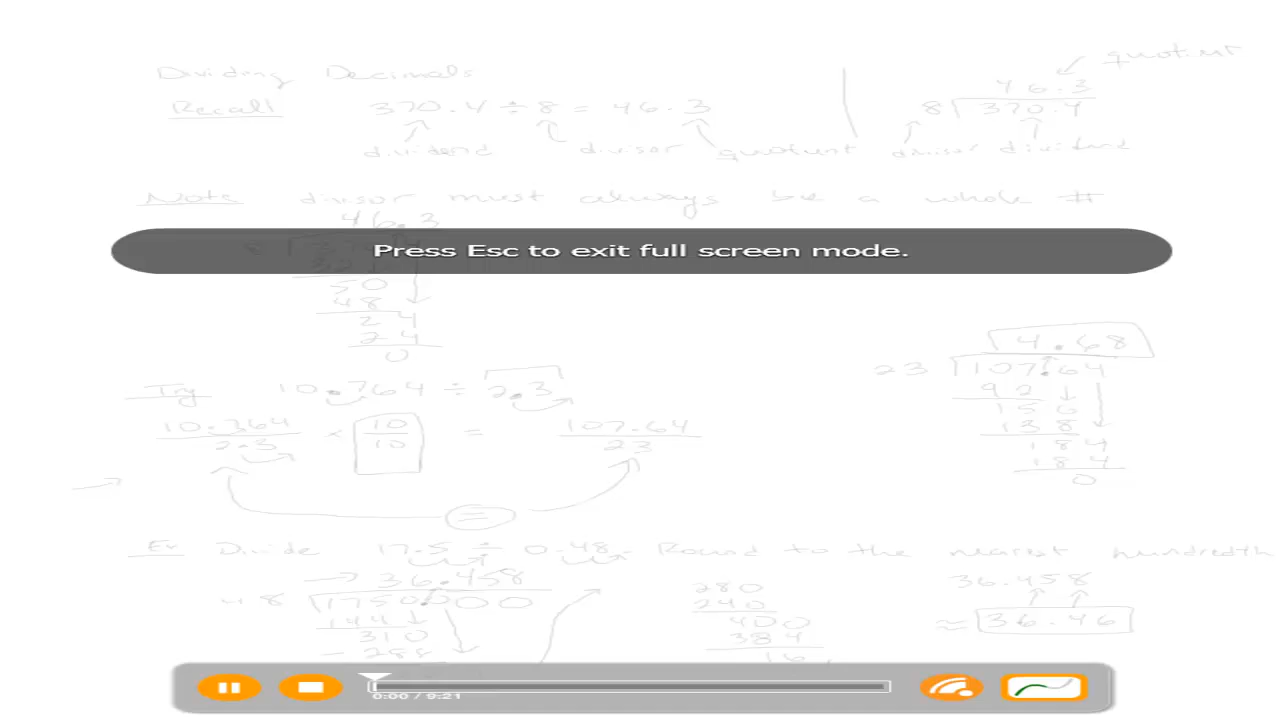 Dividing Decimals
quotient
Recall 370.4 ÷ 8 = 46.3
46.3
8 370.4
dividend divisor quotient divisor dividend
Note divisor must always be a whole #
46.3
Press Esc to exit full screen mode.
50
48
24
24
0
4.68
23 107.64
92
156
138
184
184
0
Try 10.764 ÷ 2.3
10.764 / 2.3 × 10 / 10 = 107.64 / 23
=
Ex Divide 17.5 ÷ 0.48. Round to the nearest hundredth
36.458
48 1750000
144
310
- 288
280
240
400
384
16
36.458
≈ 36.46
0:00 / 9:21